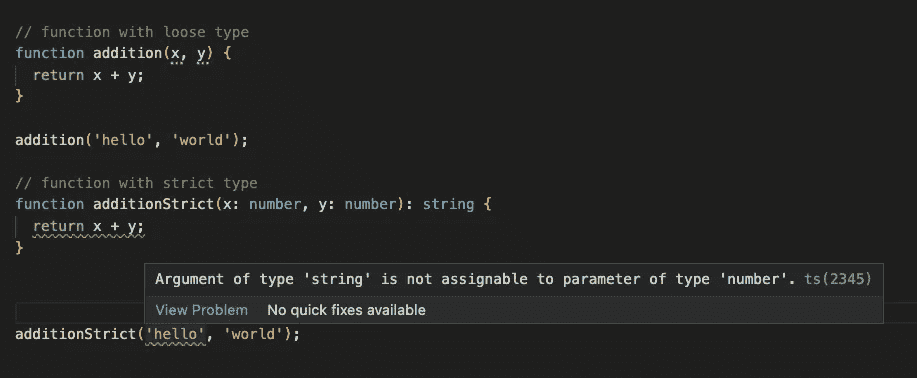 // function with loose type
function addition(x, y) {
return x + y;
}
addition('hello', 'world');
// function with strict type
function additionStrict(x: number, y: number): string {
return x + y;
}
Argument of type 'string' is not assignable to parameter of type 'number'. ts(2345)
View Problem No quick fixes available
additionStrict('hello', 'world');